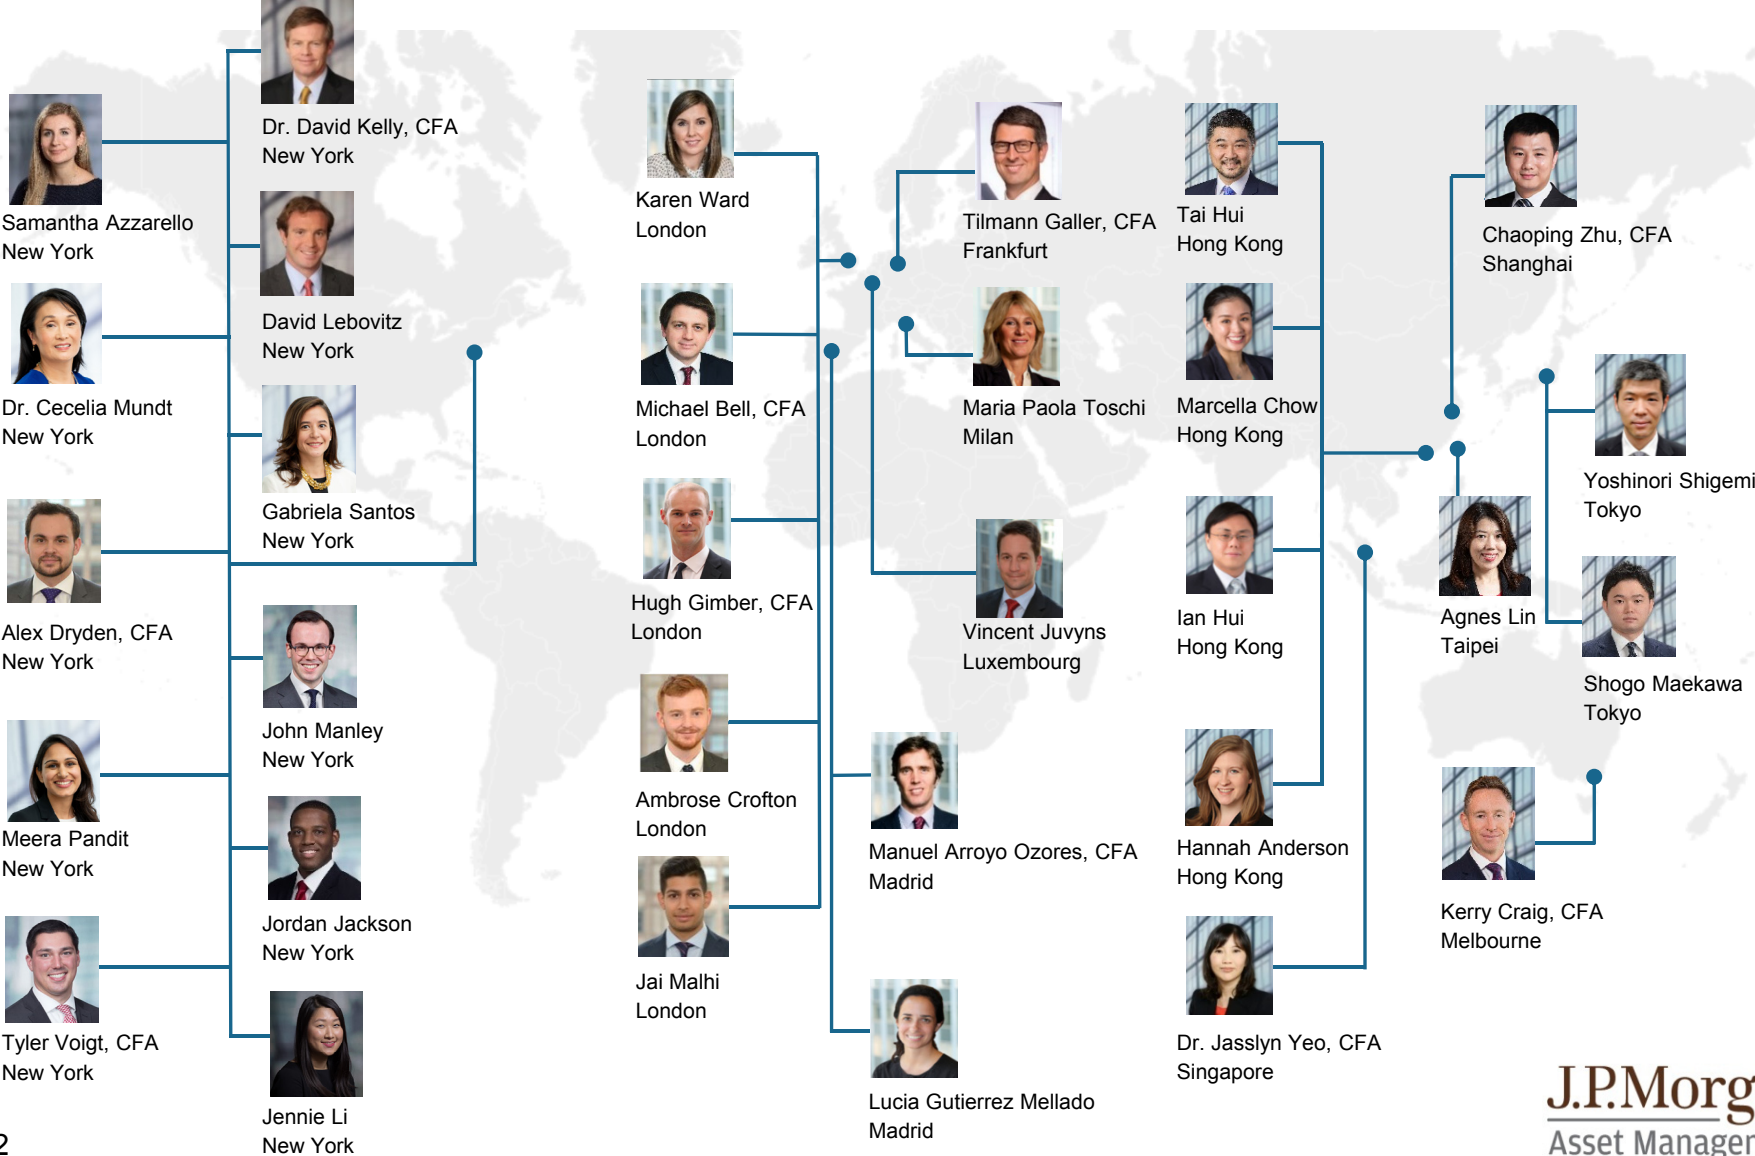 Samantha Azzarello
New York
Dr. Cecelia Mundt
New York
Alex Dryden, CFA
New York
Meera Pandit
New York
Tyler Voigt, CFA
New York
Dr. David Kelly, CFA
New York
David Lebovitz
New York
Gabriela Santos
New York
John Manley
New York
Jordan Jackson
New York
Jennie Li
New York
Karen Ward
London
Michael Bell, CFA
London
Hugh Gimber, CFA
London
Ambrose Crofton
London
Jai Malhi
London
Tilmann Galler, CFA
Frankfurt
Maria Paola Toschi
Milan
Vincent Juvyns
Luxembourg
Manuel Arroyo Ozores, CFA
Madrid
Lucia Gutierrez Mellado
Madrid
Tai Hui
Hong Kong
Marcella Chow
Hong Kong
Ian Hui
Hong Kong
Hannah Anderson
Hong Kong
Dr. Jasslyn Yeo, CFA
Singapore
Chaoping Zhu, CFA
Shanghai
Agnes Lin
Taipei
Yoshinori Shigemi
Tokyo
Shogo Maekawa
Tokyo
Kerry Craig, CFA
Melbourne
2
J.P.Morg
Asset Manager